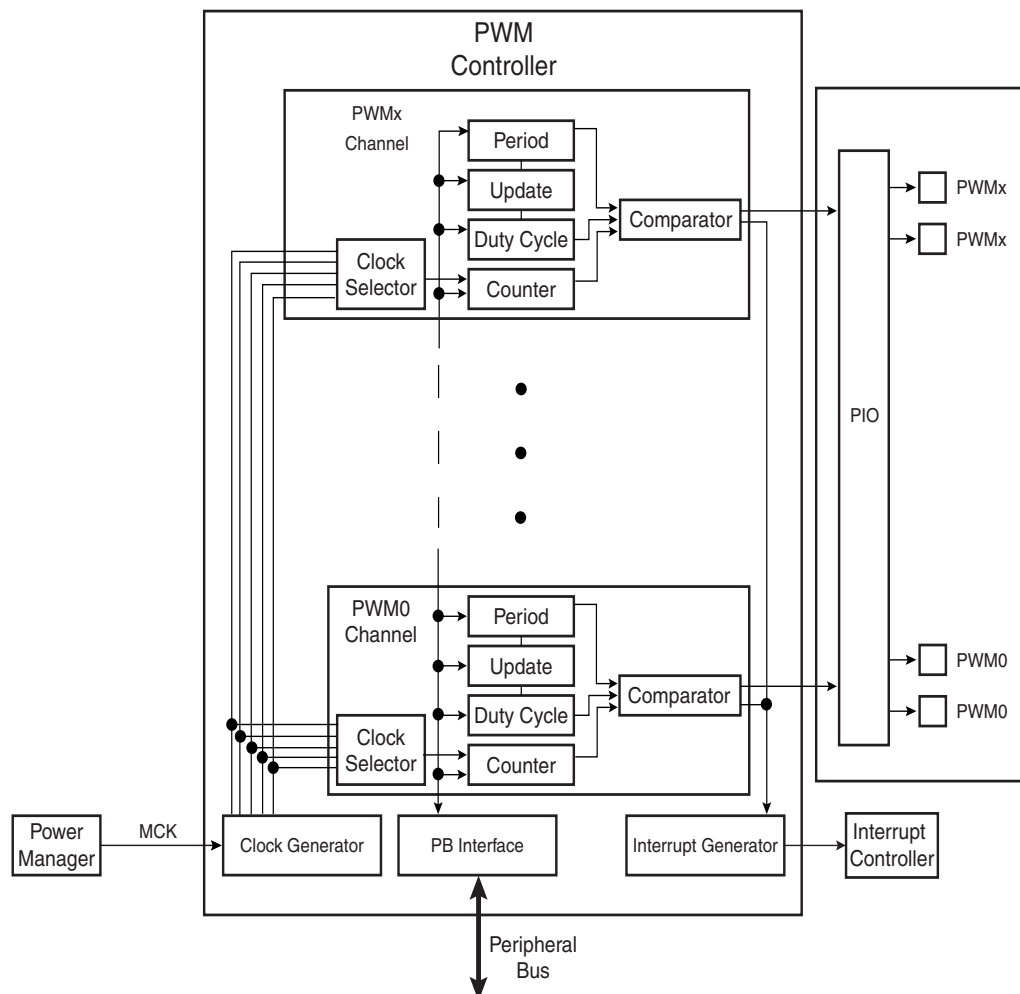 PWM
Controller
PWMx
Channel
Period
Update
Duty Cycle
Counter
Clock
Selector
Comparator
PIO
PWMx
PWMx
PWM0
Channel
Period
Update
Duty Cycle
Counter
Clock
Selector
Comparator
PWM0
PWM0
Power
Manager
MCK
Clock Generator
PB Interface
Interrupt Generator
Interrupt
Controller
Peripheral
Bus